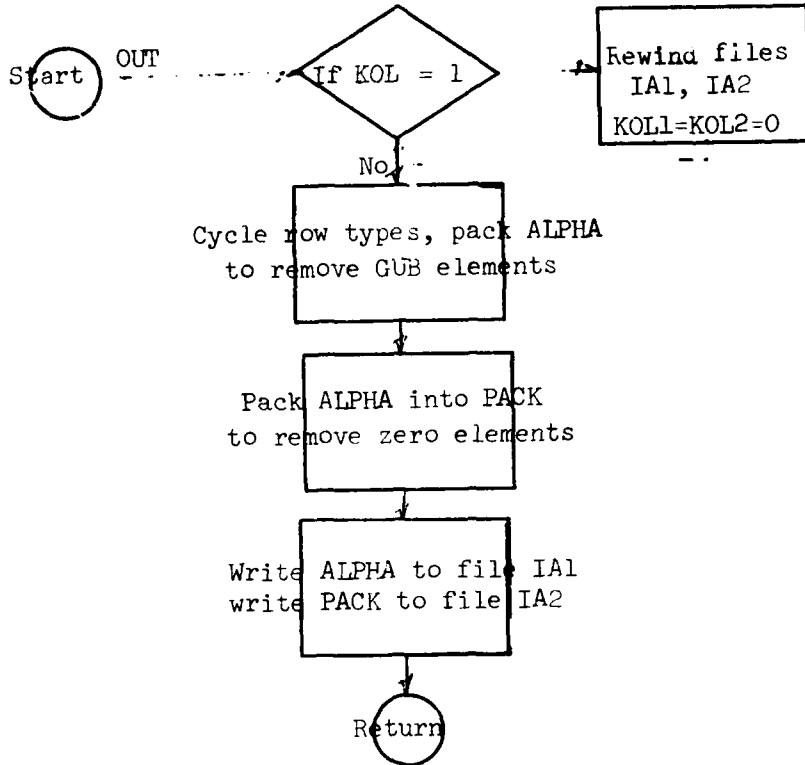 Start
OUT
If KOL = 1
Rewind files
IA1, IA2
KOL1=KOL2=0
No
Cycle row types, pack ALPHA
to remove GUB elements
Pack ALPHA into PACK
to remove zero elements
Write ALPHA to file IA1
write PACK to file IA2
Return